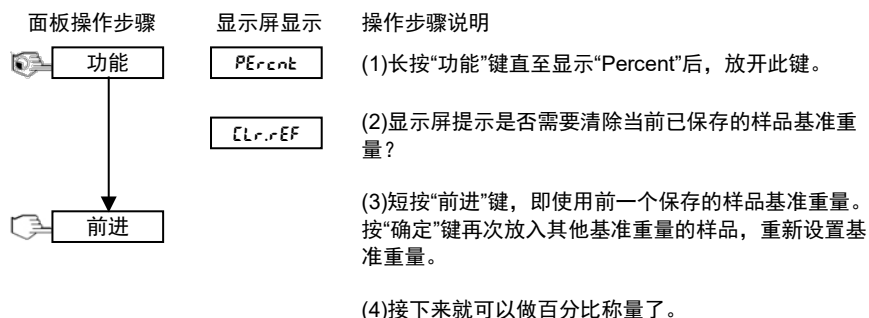 面板操作步骤 显示屏显示 操作步骤说明
功能 PErcnt (1)长按“功能”键直至显示“Percent”后，放开此键。
CLr.rEF (2)显示屏提示是否需要清除当前已保存的样品基准重
量？
前进 (3)短按“前进”键，即使用前一个保存的样品基准重量。
按“确定”键再次放入其他基准重量的样品，重新设置基
准重量。
(4)接下来就可以做百分比称量了。